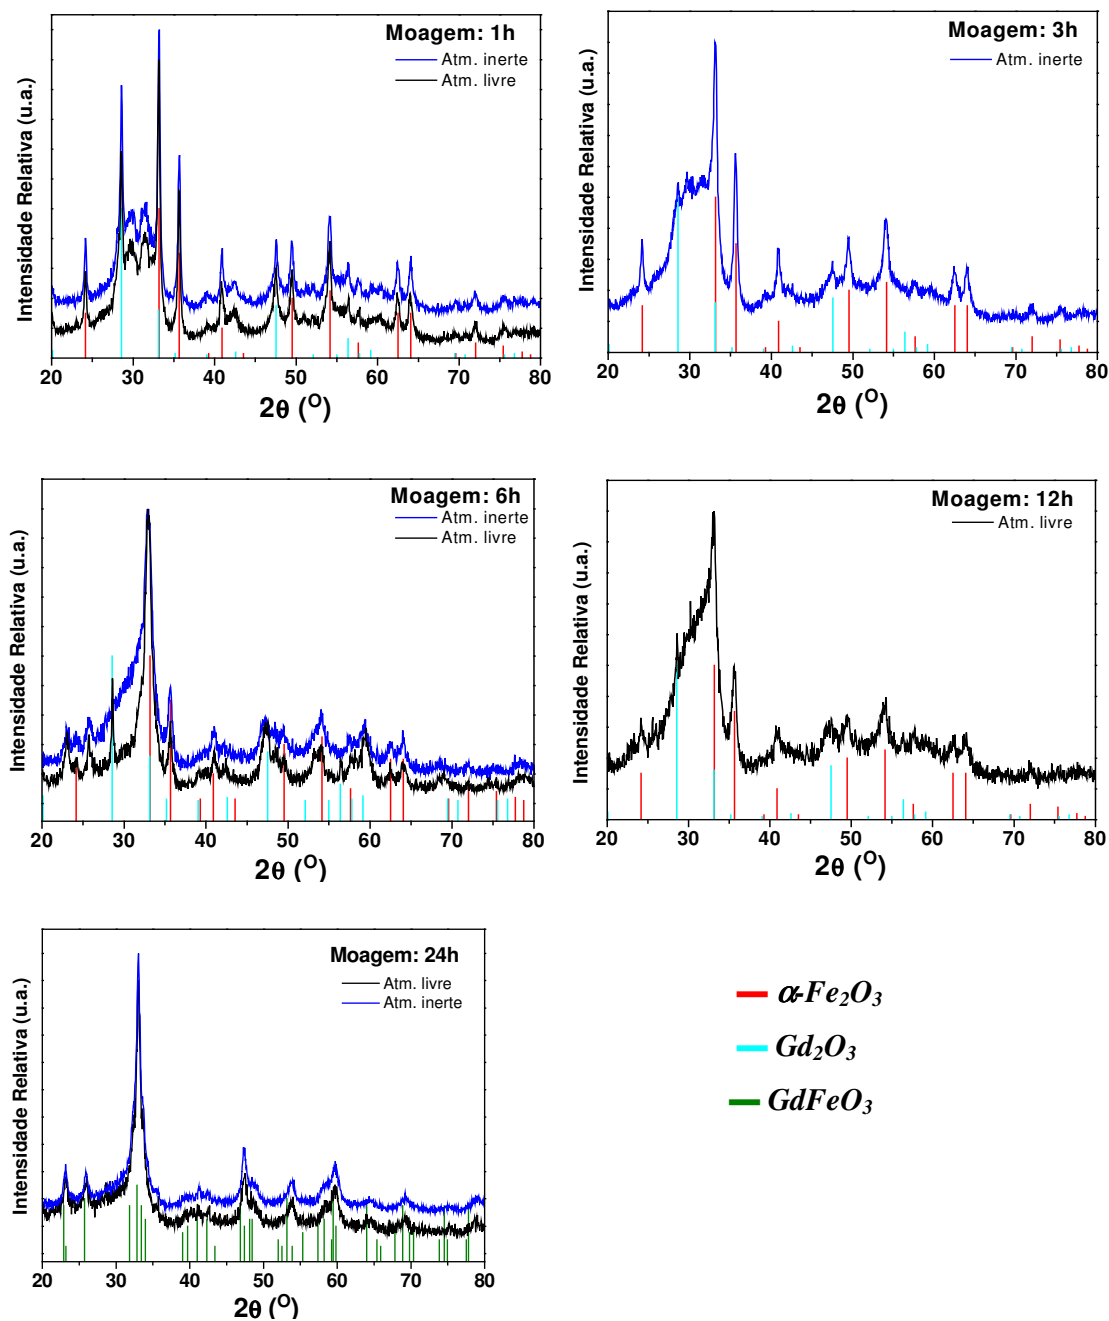 Moagem: 1h
Atm. inerte
Atm. livre
Intensidade Relativa (u.a.)
20 30 40 50 60 70 80
2θ (O)
Moagem: 3h
Atm. inerte
Intensidade Relativa (u.a.)
20 30 40 50 60 70 80
2θ (O)
Moagem: 6h
Atm. inerte
Atm. livre
Intensidade Relativa (u.a.)
20 30 40 50 60 70 80
2θ (O)
Moagem: 12h
Atm. livre
Intensidade Relativa (u.a.)
20 30 40 50 60 70 80
2θ (O)
Moagem: 24h
Atm. livre
Atm. inerte
Intensidade Relativa (u.a.)
20 30 40 50 60 70 80
2θ (O)
α-Fe₂O₃
Gd₂O₃
GdFeO₃